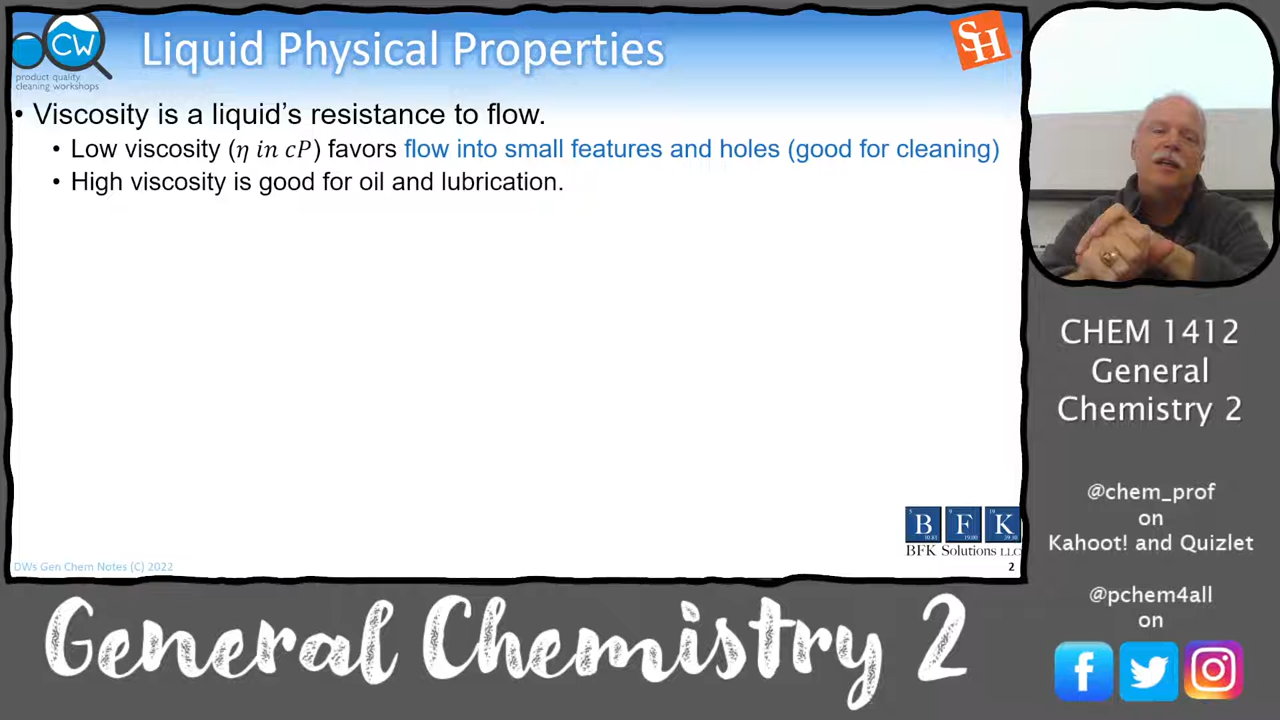 CW
product quality
cleaning workshops
Liquid Physical Properties
SH
• Viscosity is a liquid’s resistance to flow.
• Low viscosity (η in cP) favors flow into small features and holes (good for cleaning)
• High viscosity is good for oil and lubrication.
B F K
BFK Solutions LLC
DWs Gen Chem Notes (C) 2022
2
CHEM 1412
General
Chemistry 2
@chem_prof
on
Kahoot! and Quizlet
@pchem4all
on
General Chemistry 2